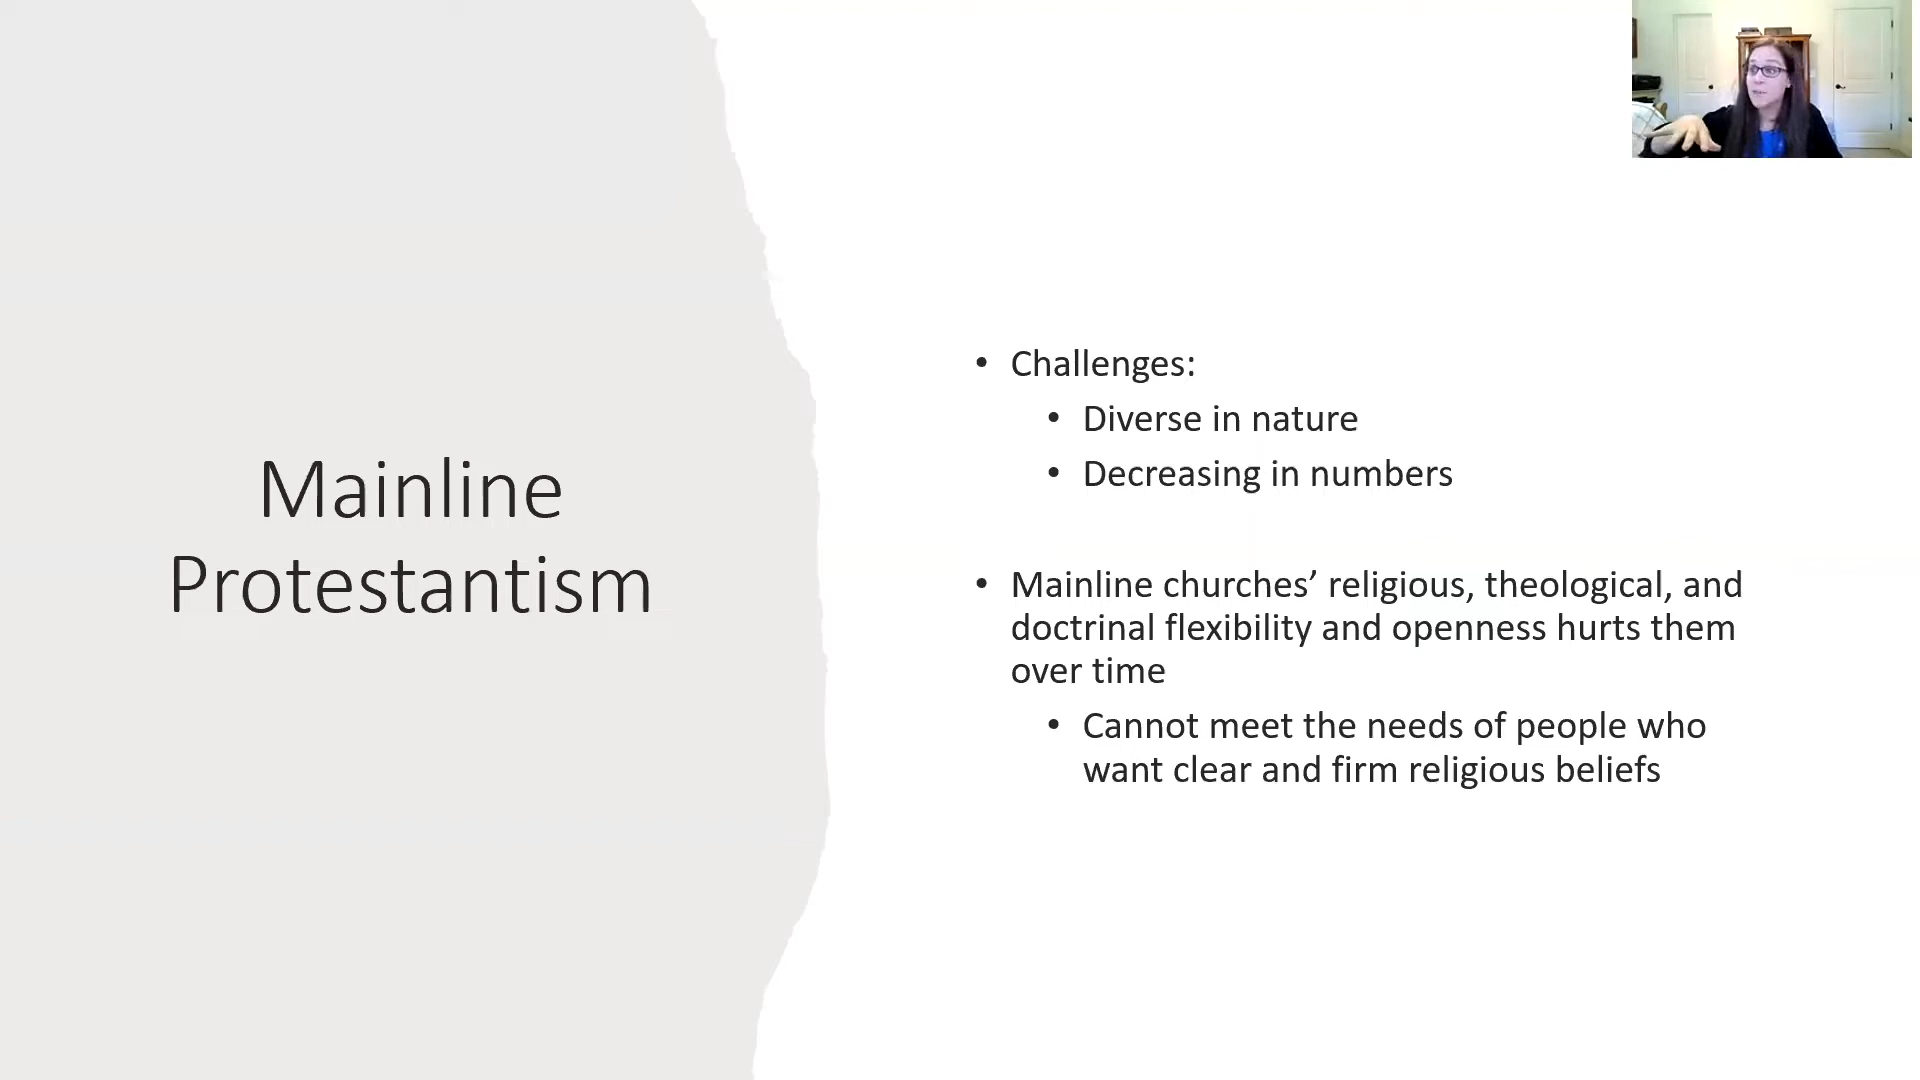 Mainline
Protestantism
• Challenges:
• Diverse in nature
• Decreasing in numbers
• Mainline churches’ religious, theological, and
doctrinal flexibility and openness hurts them
over time
• Cannot meet the needs of people who
want clear and firm religious beliefs